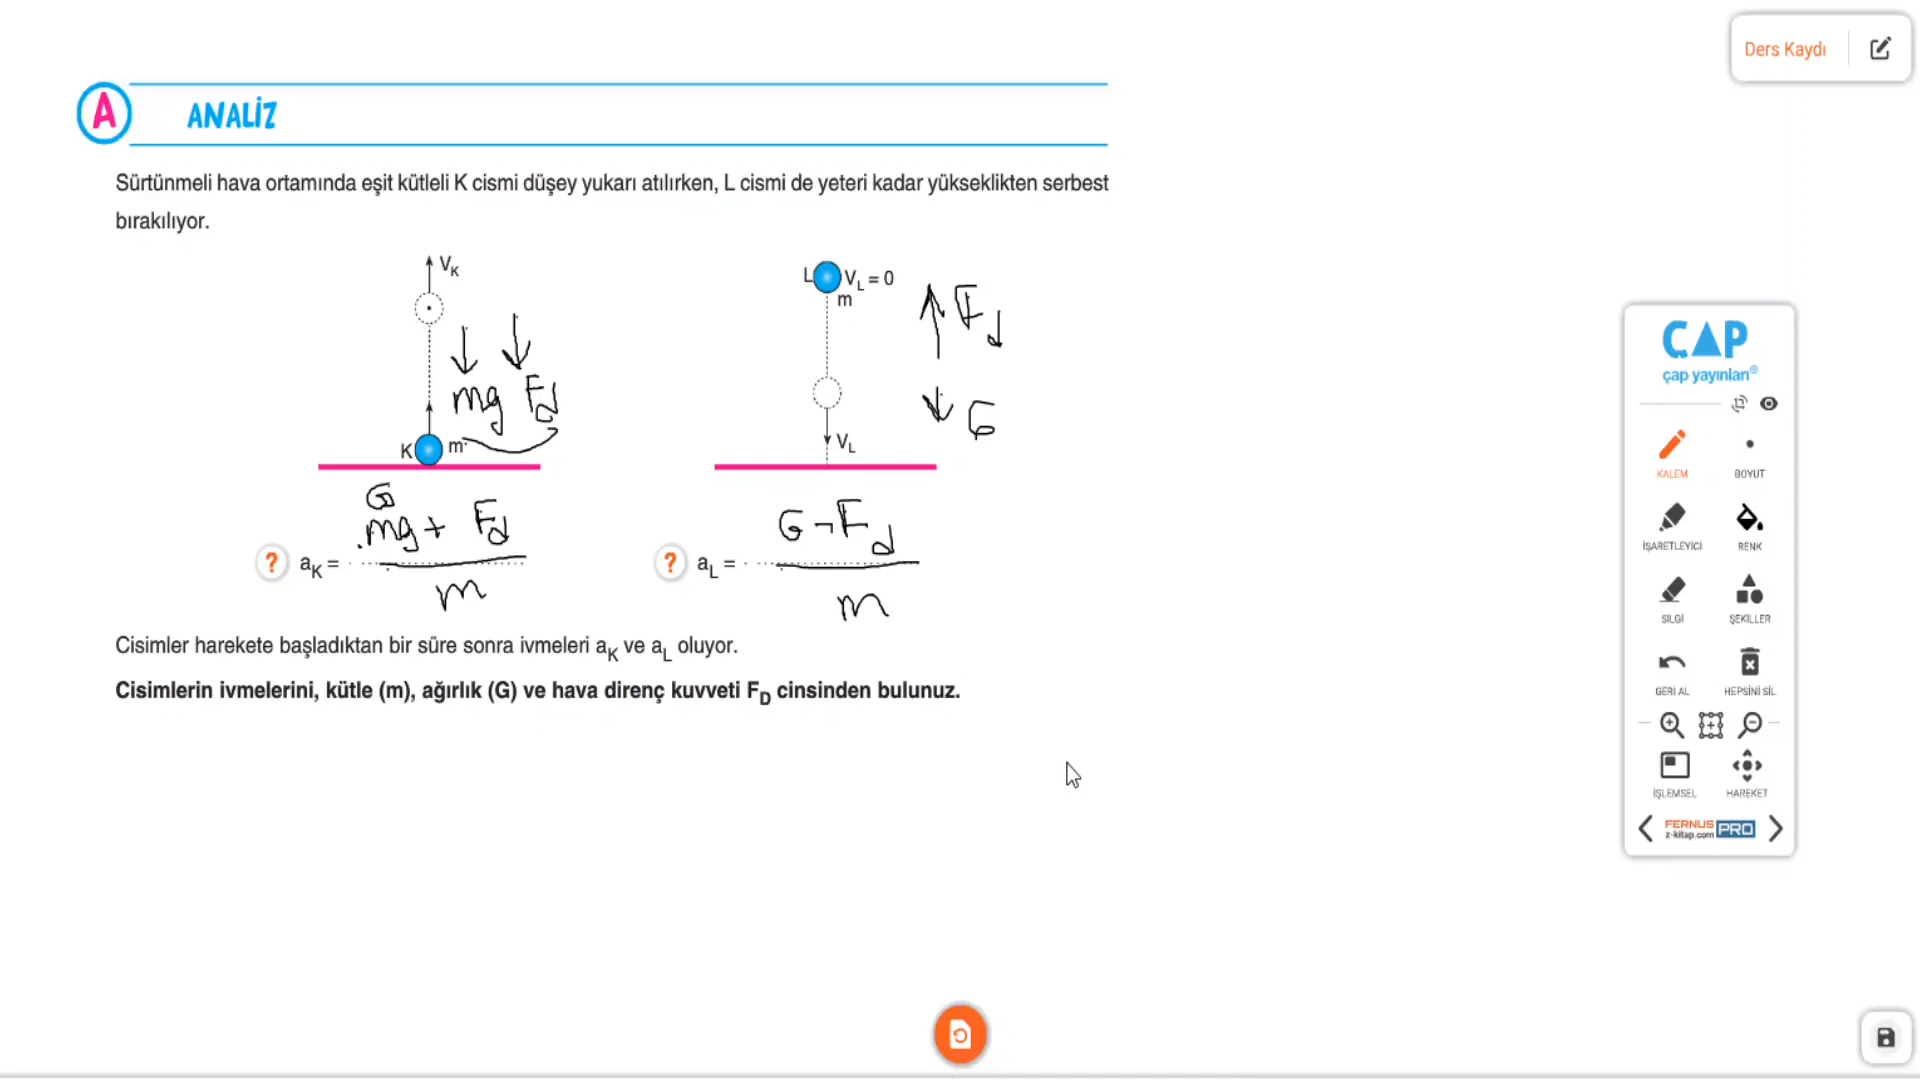 Ders Kaydı
A ANALİZ
Sürtünmeli hava ortamında eşit kütleli K cismi düşey yukarı atılırken, L cismi de yeteri kadar yükseklikten serbest
bırakılıyor.
V_K
mg F_d
K m
L V_L = 0
m
F_d
G
V_L
G
? a_K = mg + F_d
m
? a_L = G - F_d
m
Cisimler harekete başladıktan bir süre sonra ivmeleri a_K ve a_L oluyor.
Cisimlerin ivmelerini, kütle (m), ağırlık (G) ve hava direnç kuvveti F_D cinsinden bulunuz.
ÇAP
çap yayınları®
KALEM BOYUT
İŞARETLEYİCİ RENK
SİLGİ ŞEKİLLER
GERİ AL HEPSİNİ SİL
İŞLEMSEL HAREKET
FERNUS PRO
z-kitap.com